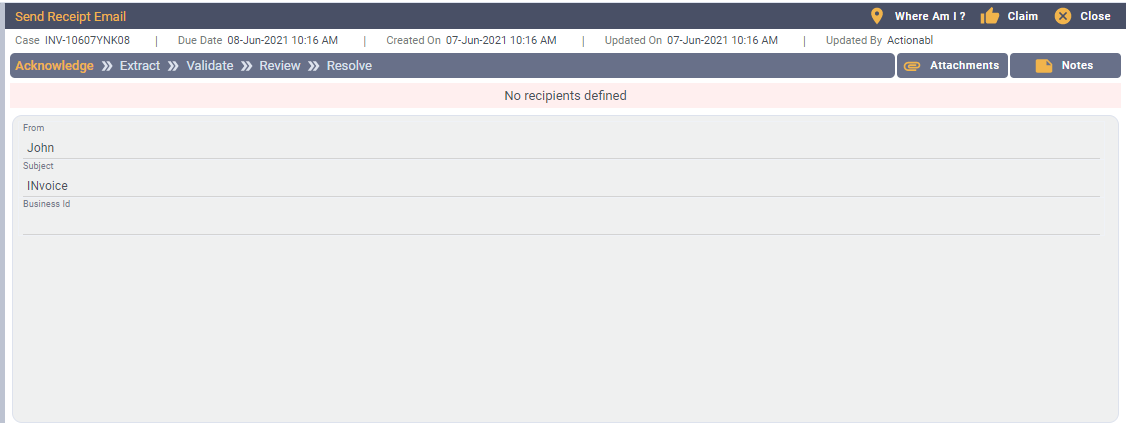 Send Receipt Email Where Am I ? Claim Close
Case INV-10607YNK08 | Due Date 08-Jun-2021 10:16 AM | Created On 07-Jun-2021 10:16 AM | Updated On 07-Jun-2021 10:16 AM | Updated By Actionabl
Acknowledge » Extract » Validate » Review » Resolve Attachments Notes
No recipients defined
From
John
Subject
INvoice
Business Id